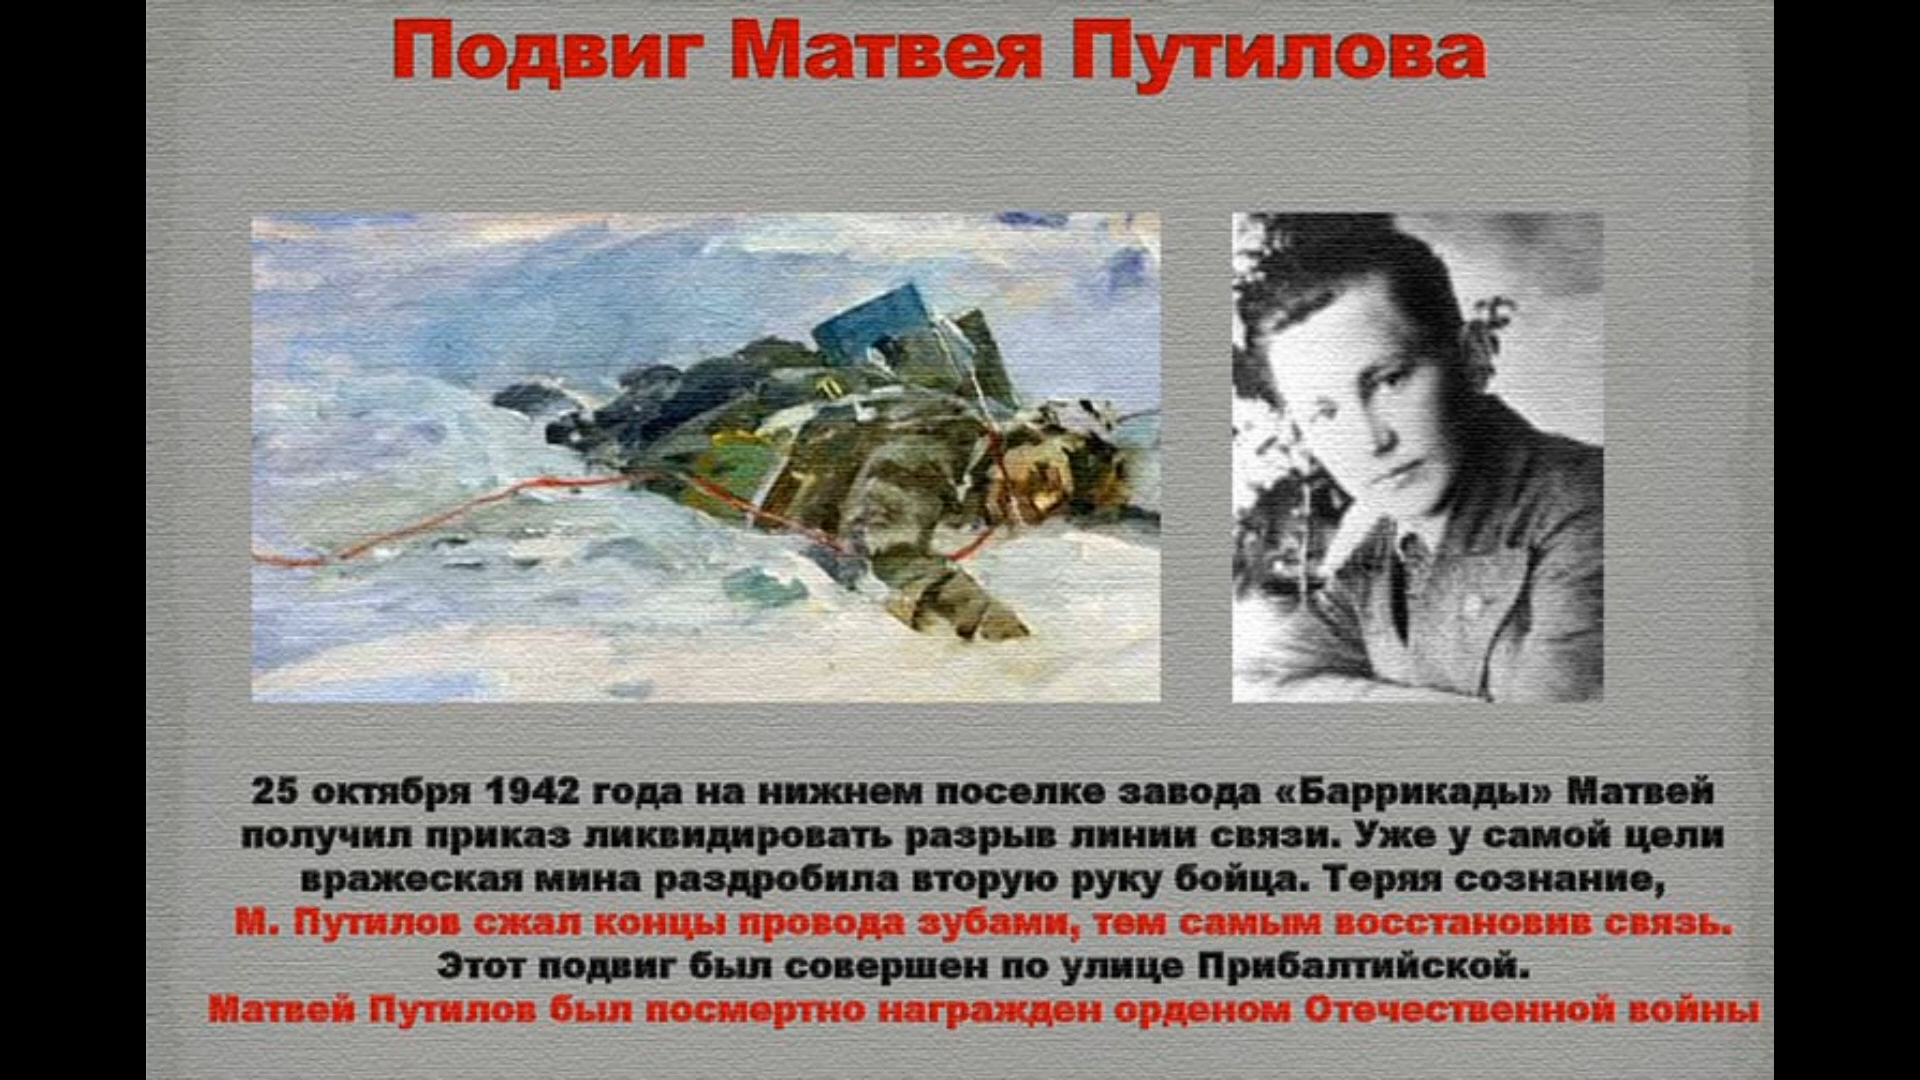 Подвиг Матвея Путилова
25 октября 1942 года на нижнем поселке завода «Баррикады» Матвей
получил приказ ликвидировать разрыв линии связи. Уже у самой цели
вражеская мина раздробила вторую руку бойца. Теряя сознание,
М. Путилов сжал концы провода зубами, тем самым восстановив связь.
Этот подвиг был совершен по улице Прибалтийской.
Матвей Путилов был посмертно награжден орденом Отечественной войны